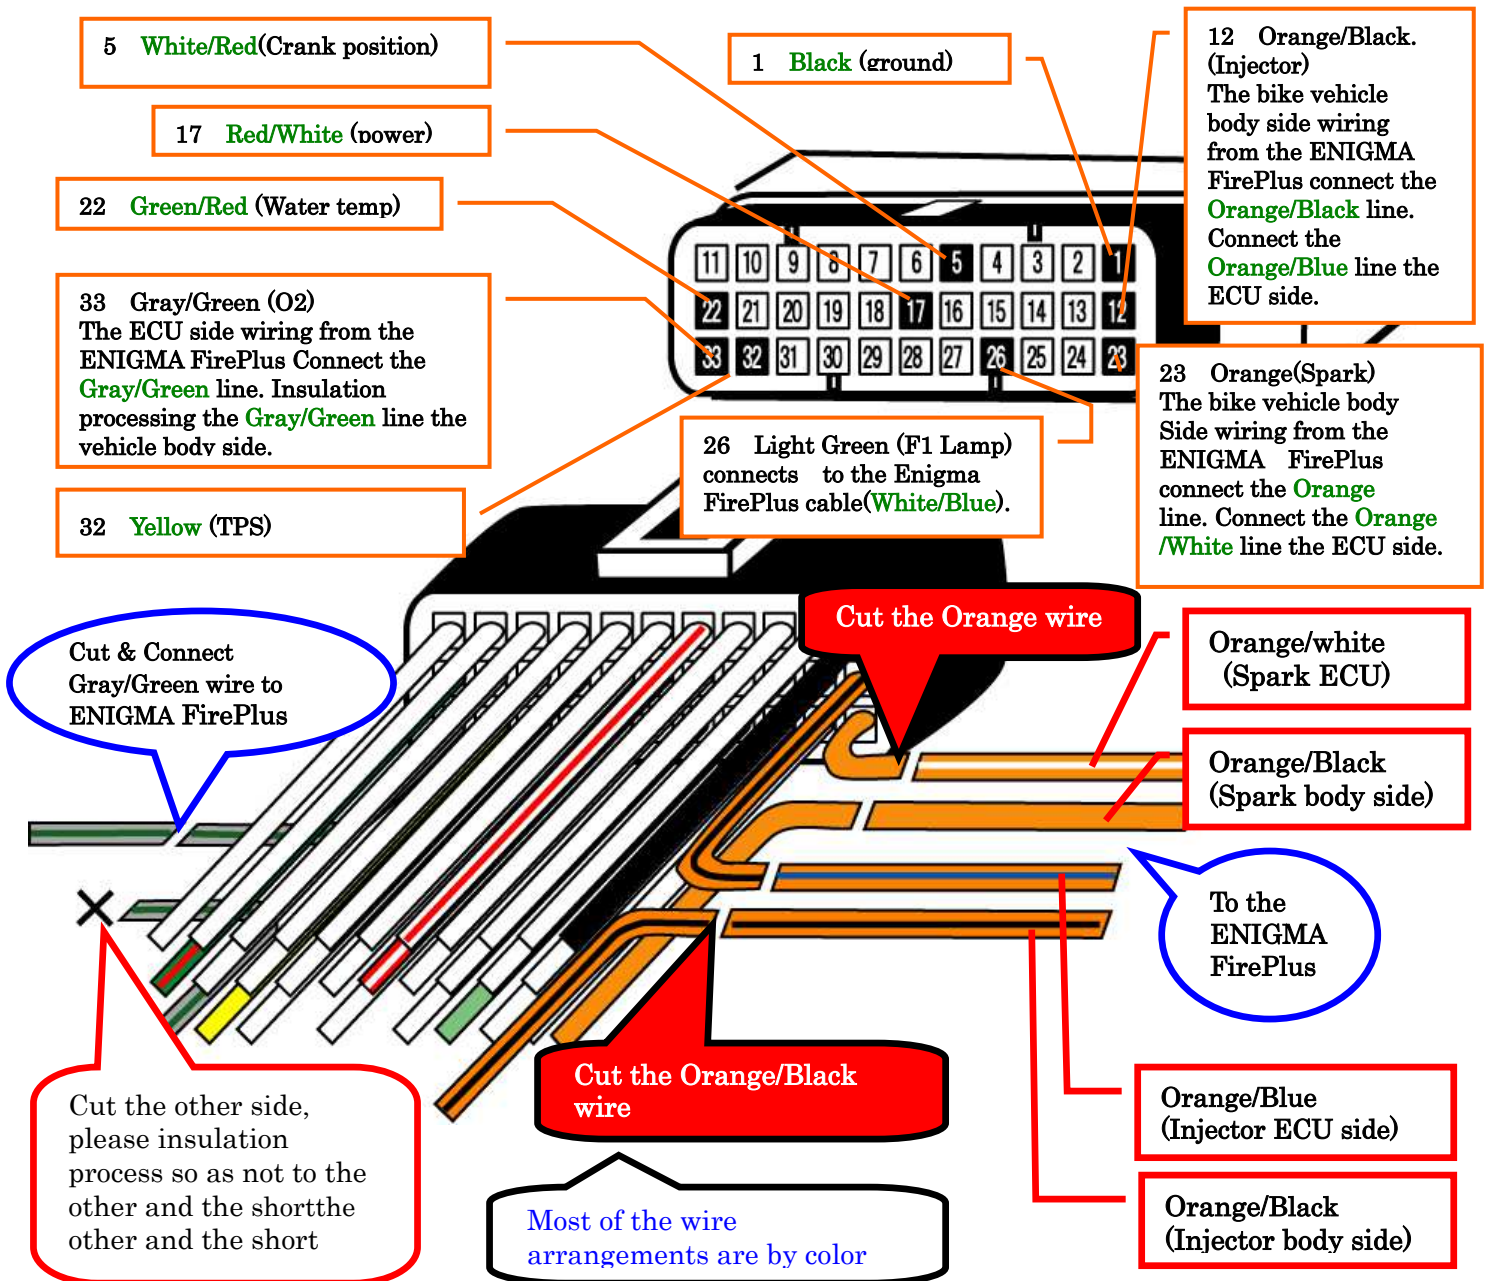 5 White/Red(Crank position)
1 Black (ground)
12 Orange/Black.
(Injector)
The bike vehicle
body side wiring
from the ENIGMA
FirePlus connect the
Orange/Black line.
Connect the
Orange/Blue line the
ECU side.
17 Red/White (power)
22 Green/Red (Water temp)
33 Gray/Green (O2)
The ECU side wiring from the
ENIGMA FirePlus Connect the
Gray/Green line. Insulation
processing the Gray/Green line the
vehicle body side.
11 10 9 8 7 6 5 4 3 2 1
22 21 20 19 18 17 16 15 14 13 12
33 32 31 30 29 28 27 26 25 24 23
23 Orange(Spark)
The bike vehicle body
Side wiring from the
ENIGMA FirePlus
connect the Orange
line. Connect the Orange
/White line the ECU side.
26 Light Green (F1 Lamp)
connects to the Enigma
FirePlus cable(White/Blue).
32 Yellow (TPS)
Cut the Orange wire
Cut & Connect
Gray/Green wire to
ENIGMA FirePlus
Orange/white
(Spark ECU)
Orange/Black
(Spark body side)
To the
ENIGMA
FirePlus
Cut the Orange/Black
wire
Cut the other side,
please insulation
process so as not to the
other and the shortthe
other and the short
Orange/Blue
(Injector ECU side)
Most of the wire
arrangements are by color
Orange/Black
(Injector body side)